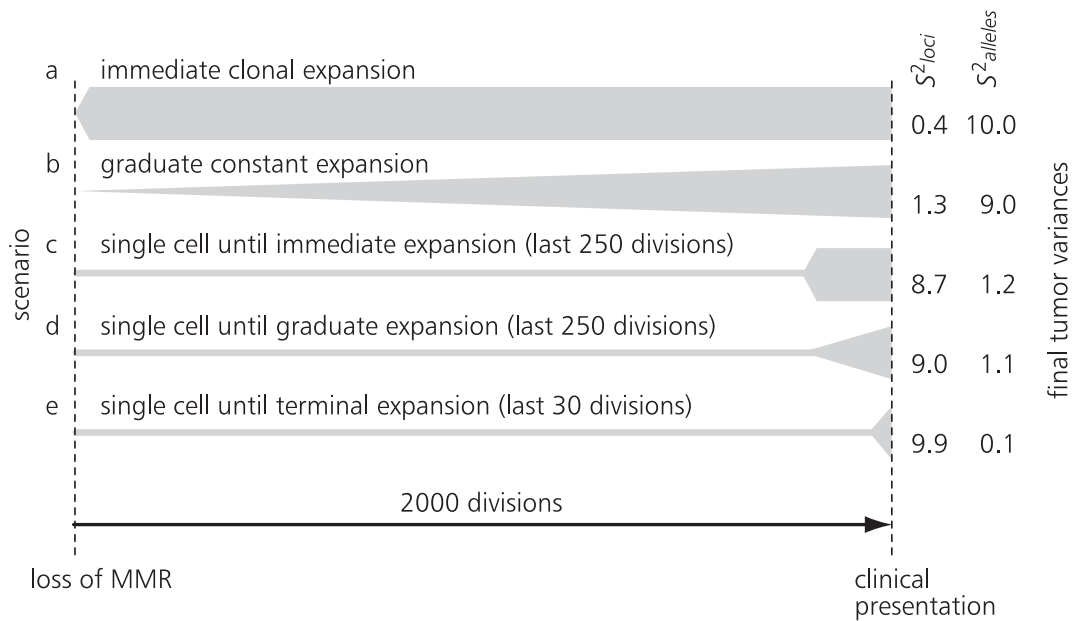 S²loci S²alleles
a immediate clonal expansion
0.4 10.0
b graduate constant expansion
1.3 9.0
c single cell until immediate expansion (last 250 divisions)
8.7 1.2
d single cell until graduate expansion (last 250 divisions)
9.0 1.1
e single cell until terminal expansion (last 30 divisions)
9.9 0.1
scenario
final tumor variances
2000 divisions
loss of MMR
clinical
presentation